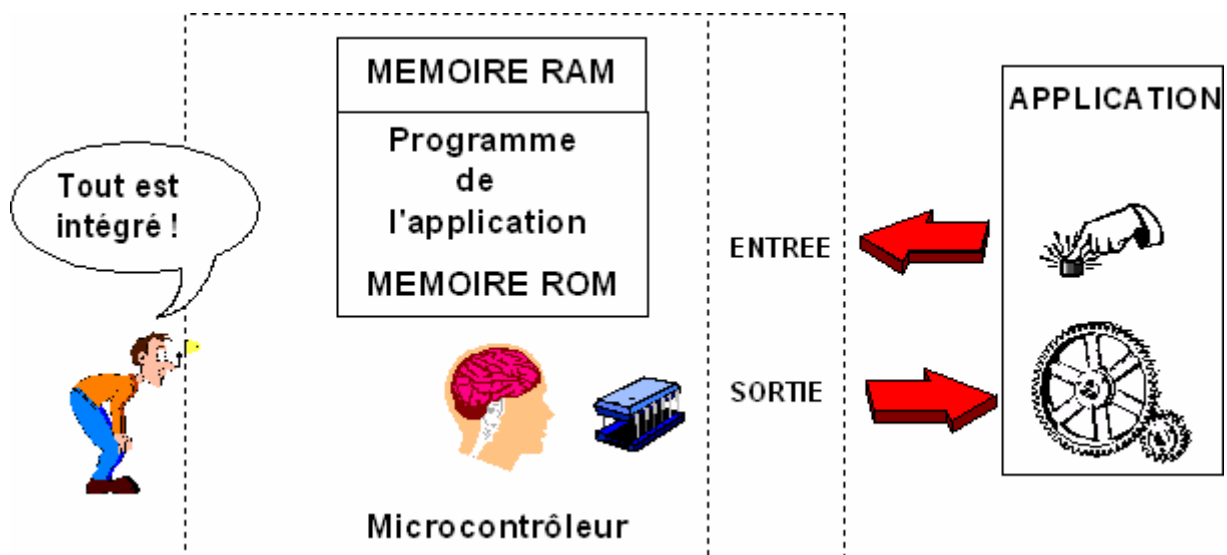 Tout est
intégré !
MEMOIRE RAM
Programme
de
l'application
MEMOIRE ROM
Microcontrôleur
ENTREE
SORTIE
APPLICATION